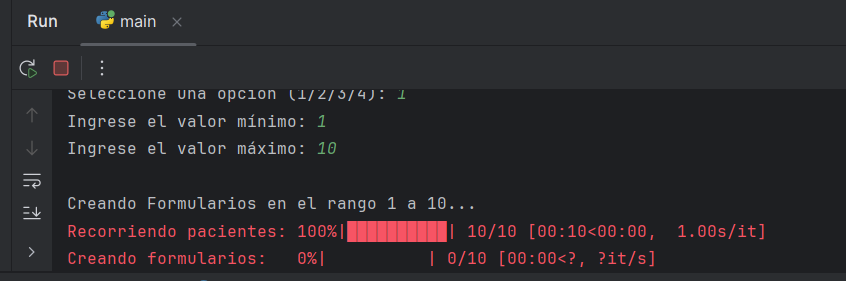 Run main
Seleccione una opción (1/2/3/4): 1
Ingrese el valor mínimo: 1
Ingrese el valor máximo: 10
Creando Formularios en el rango 1 a 10...
Recorriendo pacientes: 100%|██████████| 10/10 [00:10<00:00, 1.00s/it]
Creando formularios: 0%| | 0/10 [00:00<?, ?it/s]